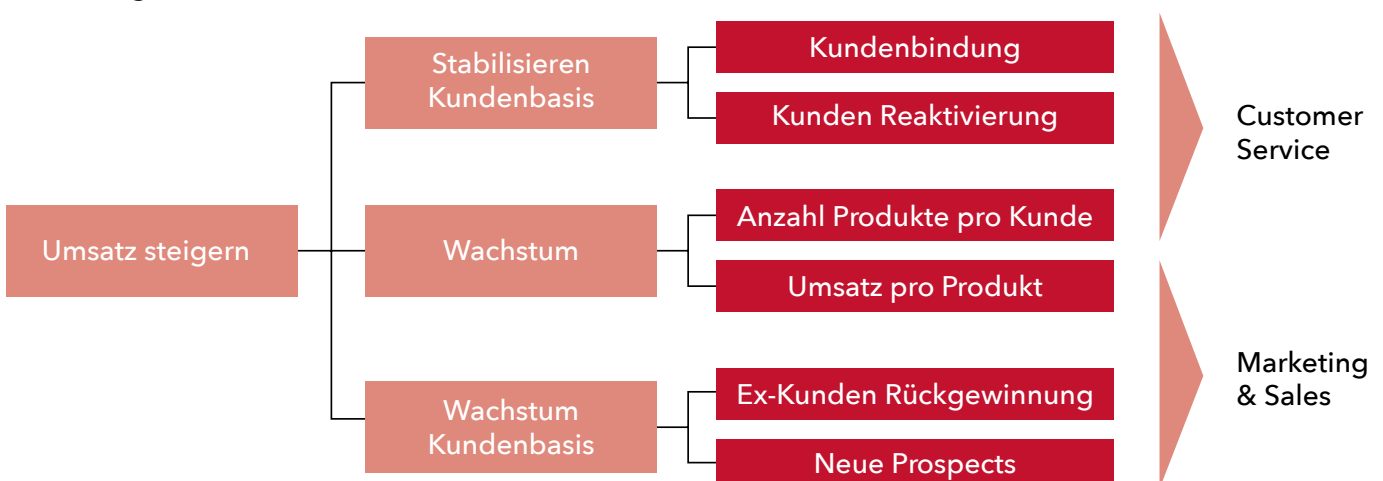 Stabilisieren
Kundenbasis
Kundenbindung
Kunden Reaktivierung
Customer
Service
Umsatz steigern
Wachstum
Anzahl Produkte pro Kunde
Umsatz pro Produkt
Wachstum
Kundenbasis
Ex-Kunden Rückgewinnung
Neue Prospects
Marketing
& Sales